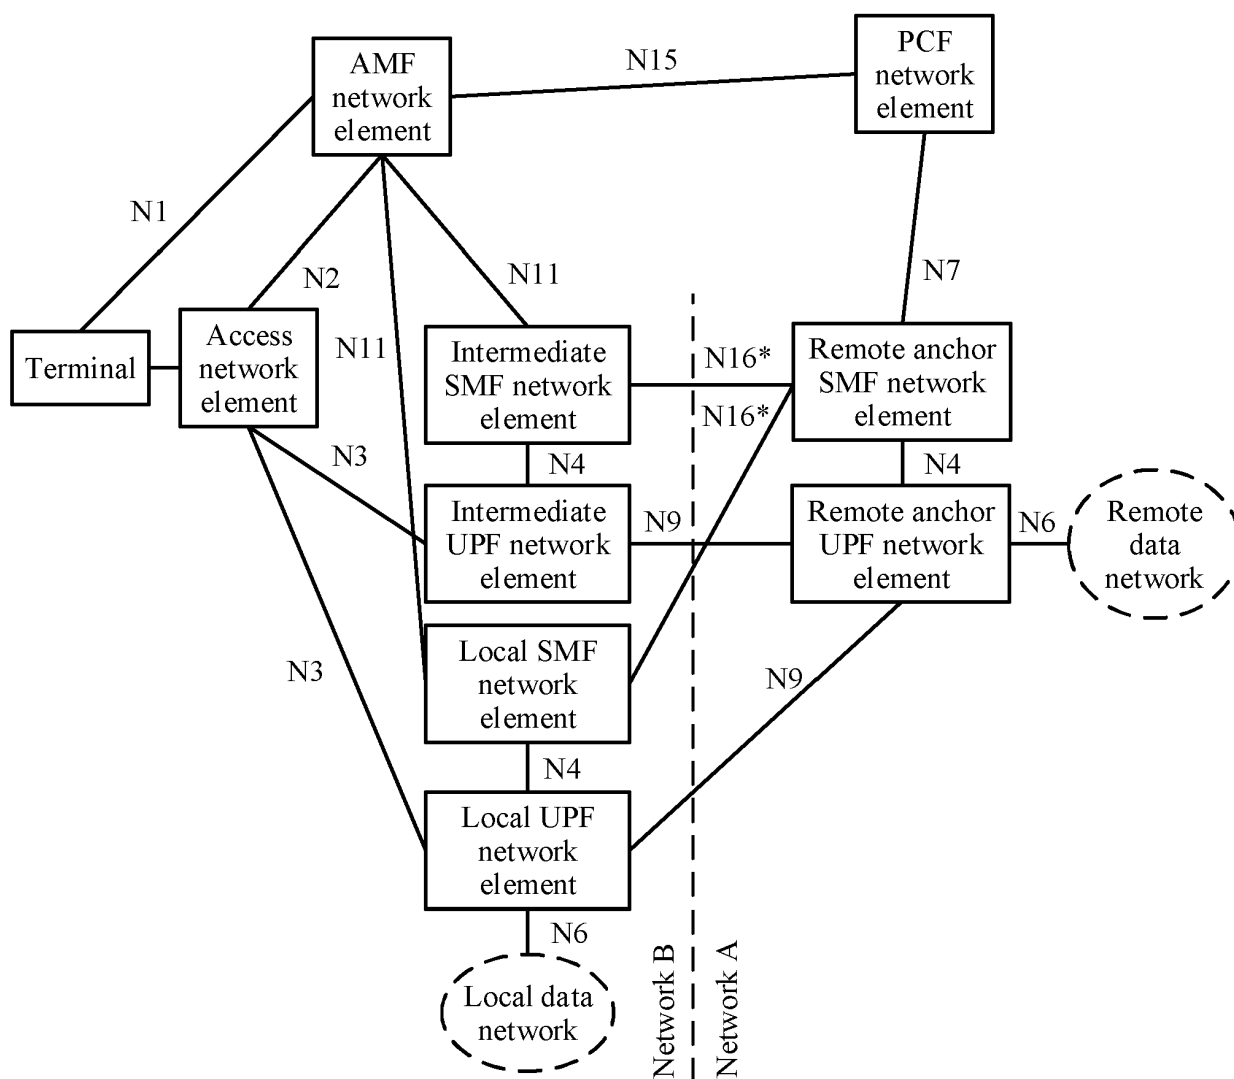 AMF
network
element
N15
PCF
network
element
N1
N2
N11
N7
Terminal
Access
network
element
N11
Intermediate
SMF network
element
N16*
N16*
Remote anchor
SMF network
element
N3
N4
N4
Intermediate
UPF network
element
N9
Remote anchor
UPF network
element
N6
Remote
data
network
N3
Local SMF
network
element
N9
N4
Local UPF
network
element
N6
Local data
network
Network B
Network A